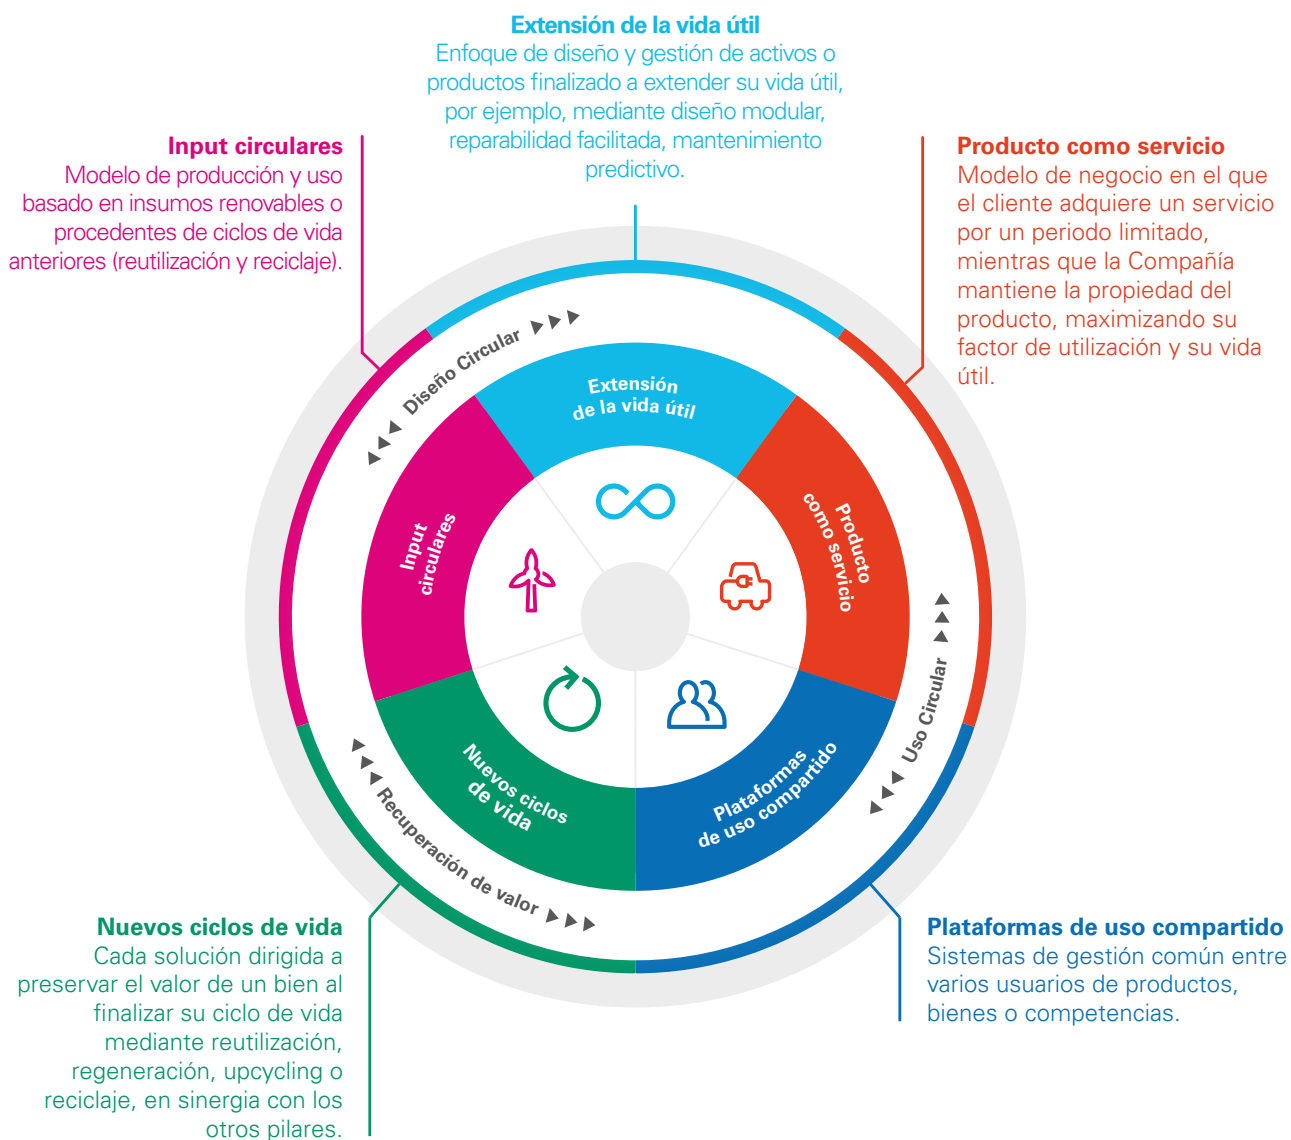 Extensión de la vida útil
Enfoque de diseño y gestión de activos o
productos finalizado a extender su vida útil,
por ejemplo, mediante diseño modular,
reparabilidad facilitada, mantenimiento
predictivo.
Input circulares
Modelo de producción y uso
basado en insumos renovables o
procedentes de ciclos de vida
anteriores (reutilización y reciclaje).
Producto como servicio
Modelo de negocio en el que
el cliente adquiere un servicio
por un periodo limitado,
mientras que la Compañía
mantiene la propiedad del
producto, maximizando su
factor de utilización y su vida
útil.
Diseño Circular
Extensión
de la vida útil
Input
circulares
Producto
como servicio
Uso Circular
Nuevos ciclos
de vida
Plataformas
de uso compartido
Recuperación de valor
Nuevos ciclos de vida
Cada solución dirigida a
preservar el valor de un bien al
finalizar su ciclo de vida
mediante reutilización,
regeneración, upcycling o
reciclaje, en sinergia con los
otros pilares.
Plataformas de uso compartido
Sistemas de gestión común entre
varios usuarios de productos,
bienes o competencias.